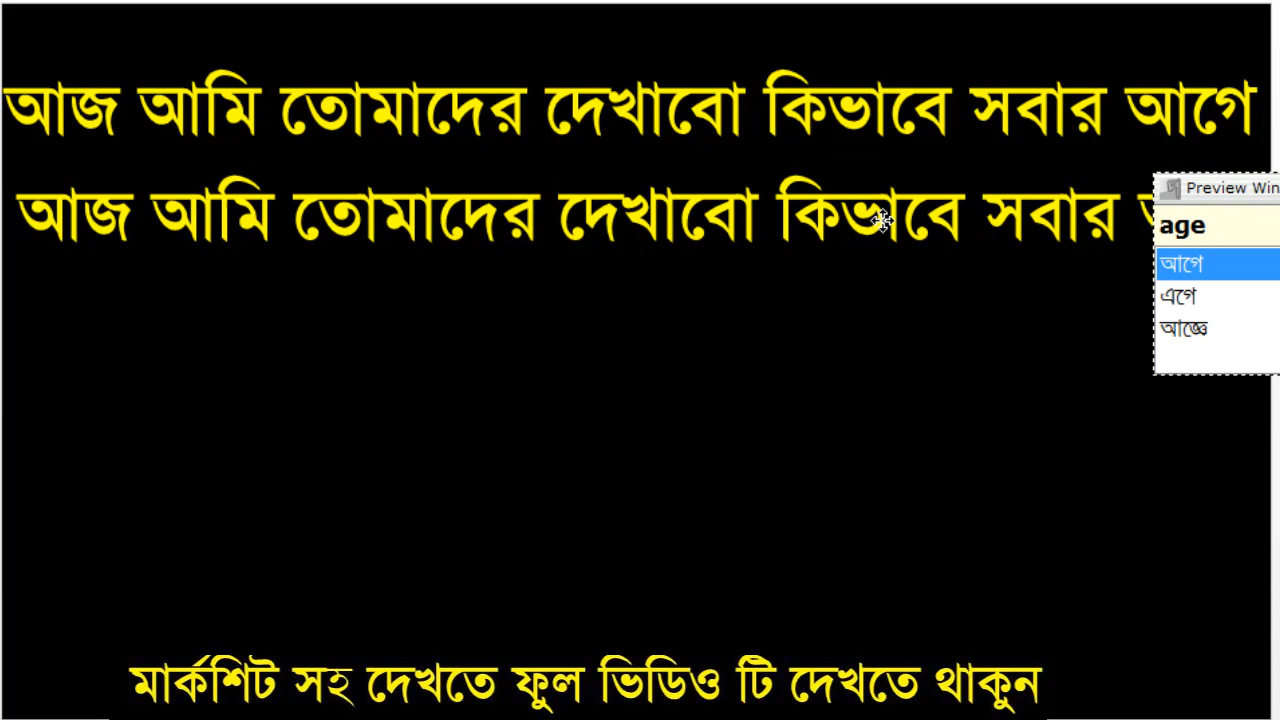 আজ আমি তোমাদের দেখাবো কিভাবে সবার আগে
আজ আমি তোমাদের দেখাবো কিভাবে সবার
Preview Win
age
আগে
এগে
আজ্ঞে
মার্কশিট সহ দেখতে ফুল ভিডিও টি দেখতে থাকুন